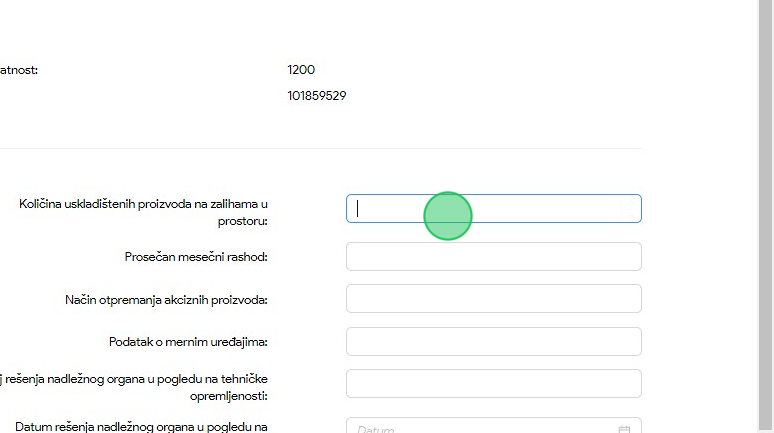 atnost: 1200
101859529
Količina uskladištenih proizvoda na zalihama u
prostoru:
Prosečan mesečni rashod:
Način otpremanja akciznih proizvoda:
Podatak o mernim uređajima:
j rešenja nadležnog organa u pogledu na tehničke
opremljenosti:
Datum rešenja nadležnog organa u pogledu na
Datum